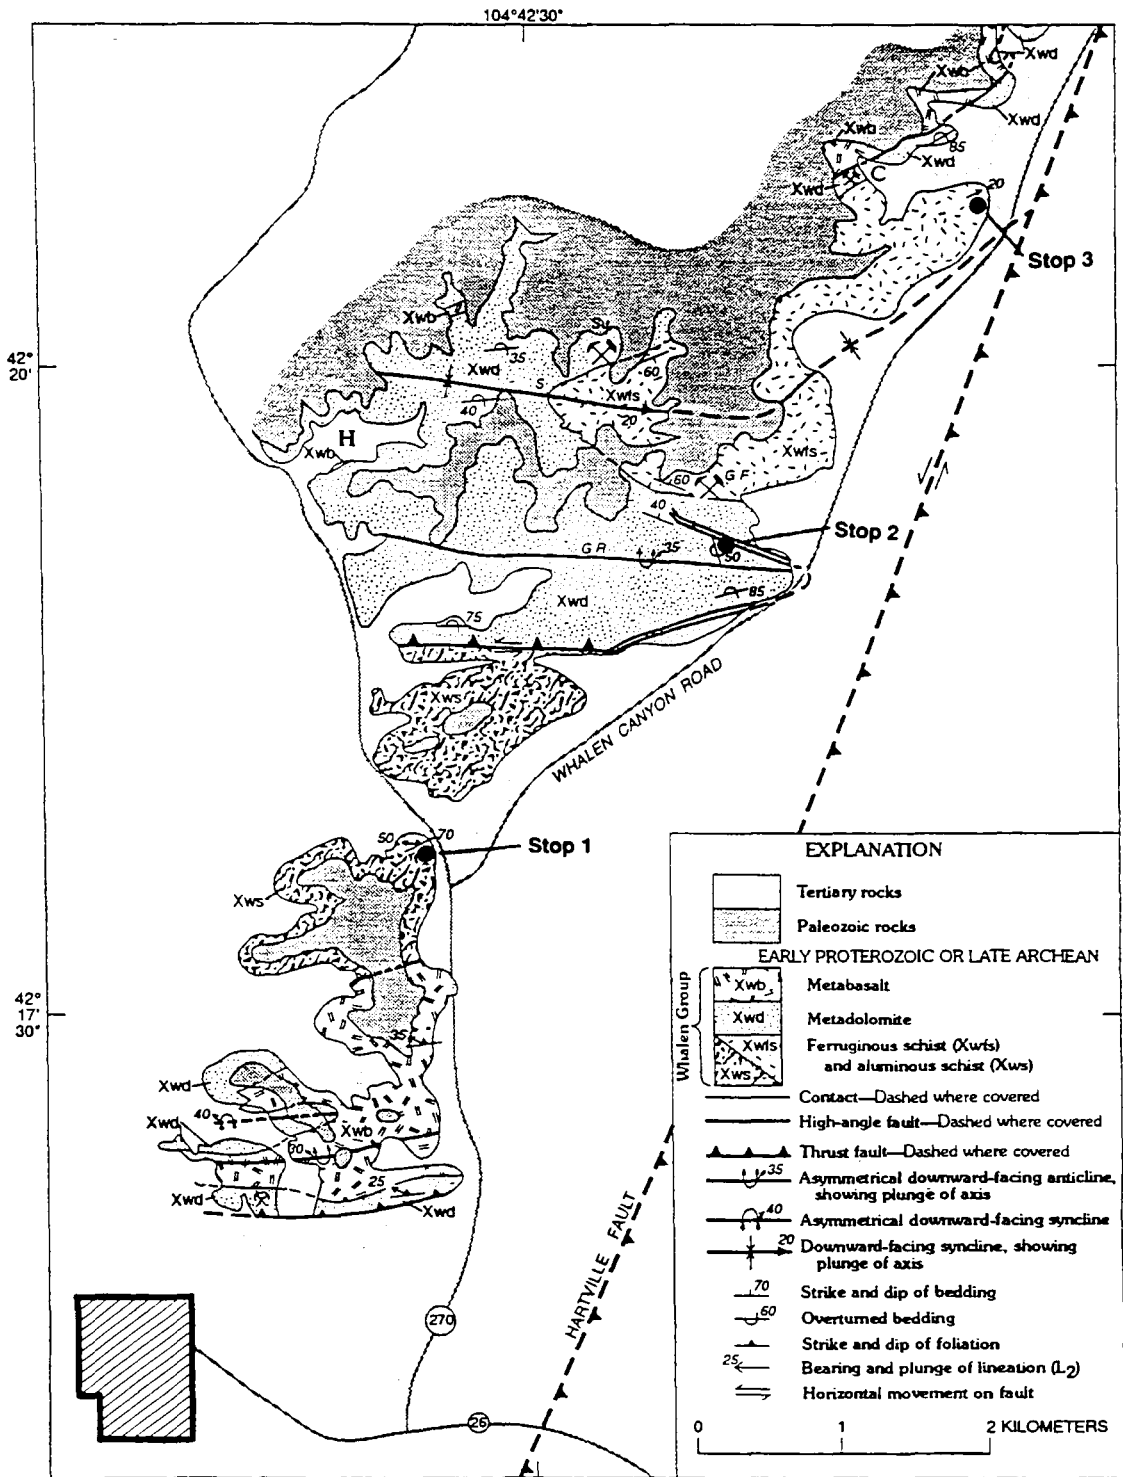 104°42'30"
Xwd
Xwb
Xwd
Xwb
85
Xwd
C
Xwd
20
Stop 3
Xwb
Su
42°
20'
35
Xwd
60
S
Xwfs
40
20
H
Xwb
Xwfs
60
G F
40
Stop 2
G R
35
50
Xwd
85
75
Xws
WHALEN CANYON ROAD
50
70
Stop 1
Xws
42°
17'
30"
35
Xwd
40
Xwd
Xwb
30
25
Xwd
Xwd
HARTVILLE FAULT
270
26
EXPLANATION
Tertiary rocks
Paleozoic rocks
EARLY PROTEROZOIC OR LATE ARCHEAN
Whalen Group
Xwb
Metabasalt
Xwd
Metadolomite
Xwfs
Ferruginous schist (Xwfs)
and aluminous schist (Xws)
Xws
Contact—Dashed where covered
High-angle fault—Dashed where covered
Thrust fault—Dashed where covered
35
Asymmetrical downward-facing anticline,
showing plunge of axis
40
Asymmetrical downward-facing syncline
20
Downward-facing syncline, showing
plunge of axis
70
Strike and dip of bedding
60
Overturned bedding
Strike and dip of foliation
25
Bearing and plunge of lineation (L2)
Horizontal movement on fault
0 1 2 KILOMETERS